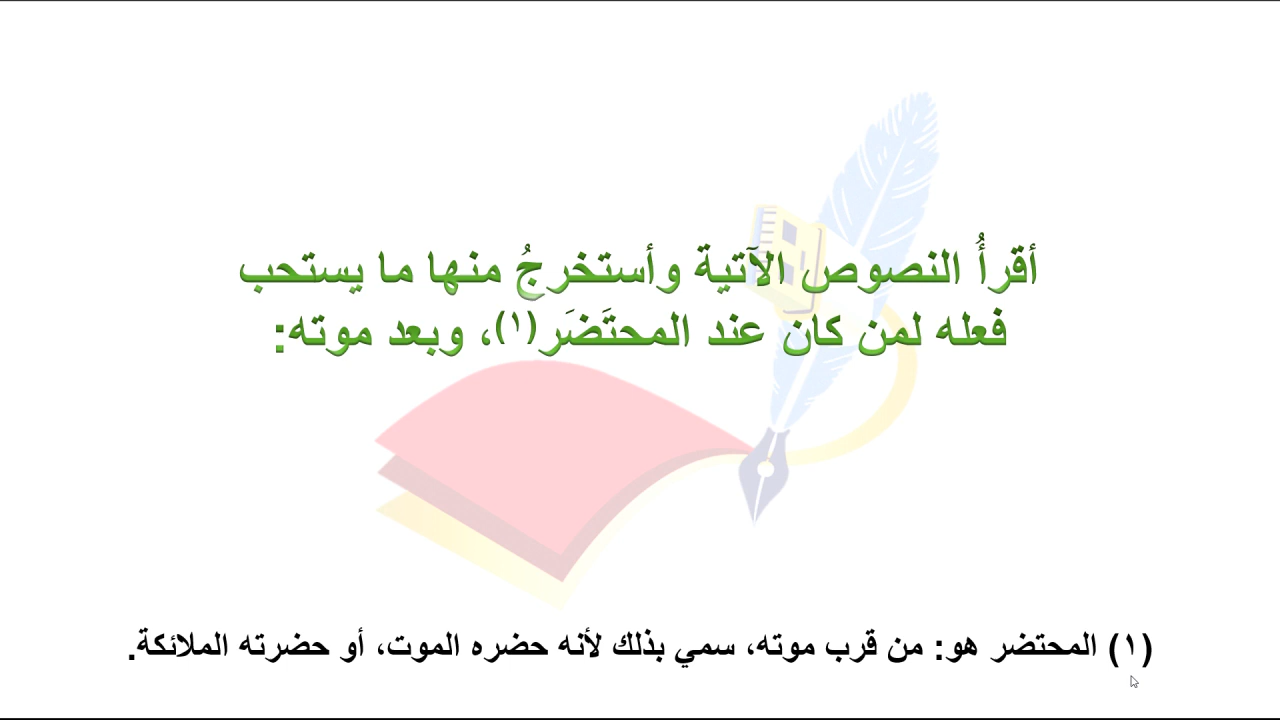 أقرأُ النصوص الآتية وأستخرجُ منها ما يستحب
فعله لمن كان عند المحتَضَر(١)، وبعد موته:
(١) المحتضر هو: من قرب موته، سمي بذلك لأنه حضره الموت، أو حضرته الملائكة.